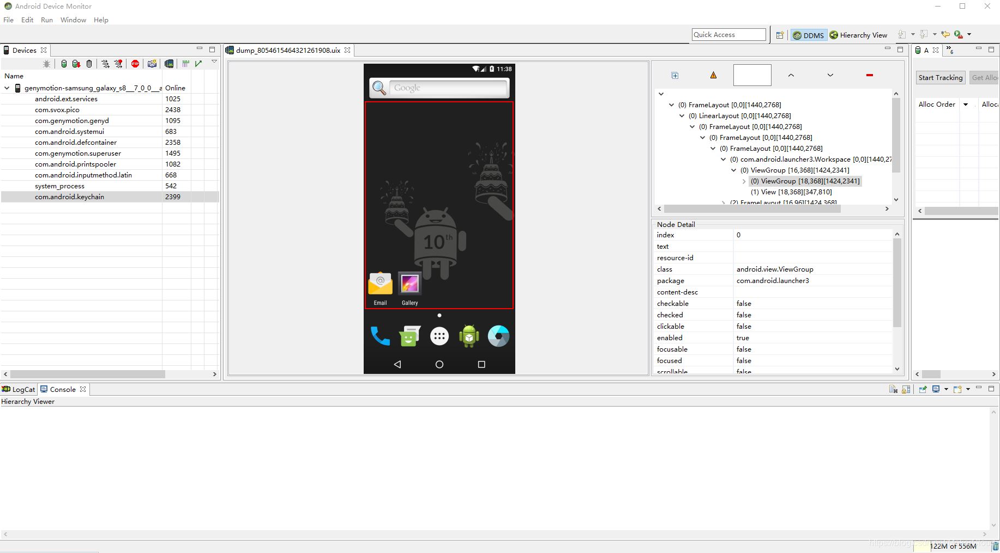 Android Device Monitor
File Edit Run Window Help
Quick Access
DDMS
Hierarchy View
Devices
Name
genymotion-samsung_galaxy_s8__7_0_0__a Online
android.ext.services 1025
com.svox.pico 2438
com.genymotion.genyd 1095
com.android.systemui 683
com.android.defcontainer 2358
com.genymotion.superuser 1495
com.android.printspooler 1082
com.android.inputmethod.latin 668
system_process 542
com.android.keychain 2399
dump_8054615464321261908.uix
11:38
Google
10th
Email Gallery
(0) FrameLayout [0,0][1440,2768]
(0) LinearLayout [0,0][1440,2768]
(0) FrameLayout [0,0][1440,2768]
(0) FrameLayout [0,0][1440,2768]
(0) FrameLayout [0,0][1440,2768]
(0) com.android.launcher3.Workspace [0,0][1440,27
(0) ViewGroup [16,368][1424,2341]
(0) ViewGroup [18,368][1424,2341]
(1) View [18,368][347,810]
(2) FrameLayout [16,96][1424,368]
Node Detail
index 0
text
resource-id
class android.view.ViewGroup
package com.android.launcher3
content-desc
checkable false
checked false
clickable false
enabled true
focusable false
focused false
scrollable false
A
»6
Start Tracking Get Allo
Alloc Order Alloca
LogCat Console
Hierarchy Viewer
122M of 556M